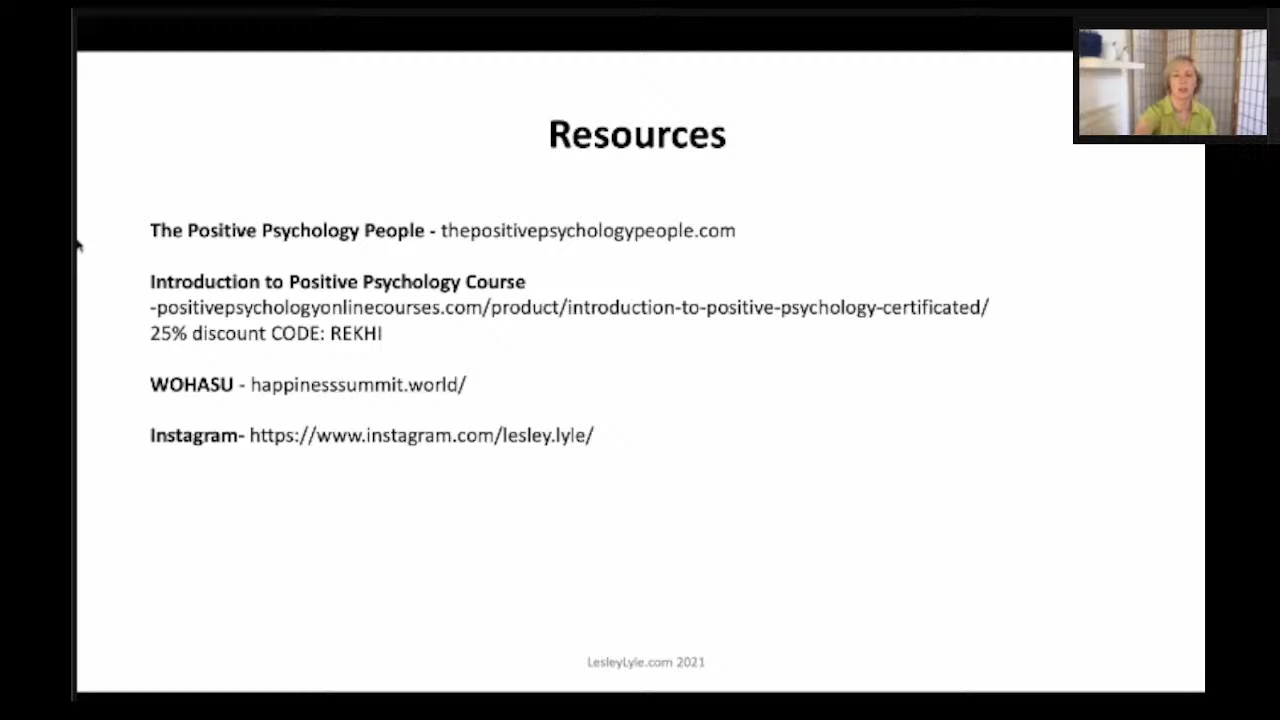 Resources
The Positive Psychology People - thepositivepsychologypeople.com
Introduction to Positive Psychology Course
-positivepsychologyonlinecourses.com/product/introduction-to-positive-psychology-certificated/
25% discount CODE: REKHI
WOHASU - happinesssummit.world/
Instagram- https://www.instagram.com/lesley.lyle/
LesleyLyle.com 2021